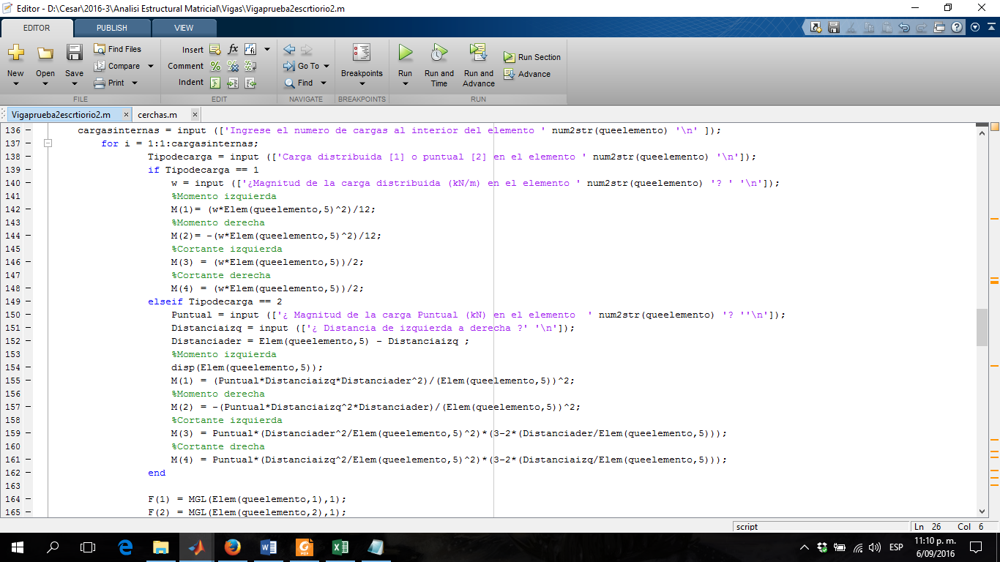 Editor - D:\Cesar\2016-3\Analisi Estructural Matricial\Vigas\Vigaprueba2escrtiorio2.m
EDITOR PUBLISH VIEW
New Open Save Find Files Compare Print
Insert Comment Indent
Go To Find
Breakpoints
Run Run and Time Run and Advance Run Section Advance
FILE EDIT NAVIGATE BREAKPOINTS RUN
Vigaprueba2escrtiorio2.m × cerchas.m ×
136 – cargasinternas = input (['Ingrese el numero de cargas al interior del elemento ' num2str(queelemento) '\n' ]);
137 – for i = 1:1:cargasinternas;
138 – Tipodecarga = input (['Carga distribuida [1] o puntual [2] en el elemento ' num2str(queelemento) '\n']);
139 – if Tipodecarga == 1
140 – w = input (['¿Magnitud de la carga distribuida (kN/m) en el elemento ' num2str(queelemento) '? ' '\n']);
141 %Momento izquierda
142 – M(1)= (w*Elem(queelemento,5)^2)/12;
143 %Momento derecha
144 – M(2)= -(w*Elem(queelemento,5)^2)/12;
145 %Cortante izquierda
146 – M(3) = (w*Elem(queelemento,5))/2;
147 %Cortante derecha
148 – M(4) = (w*Elem(queelemento,5))/2;
149 – elseif Tipodecarga == 2
150 – Puntual = input (['¿ Magnitud de la carga Puntual (kN) en el elemento  ' num2str(queelemento) '? ''\n']);
151 – Distanciaizq = input (['¿ Distancia de izquierda a derecha ?' '\n']);
152 – Distanciader = Elem(queelemento,5) - Distanciaizq ;
153 %Momento izquierda
154 – disp(Elem(queelemento,5));
155 – M(1) = (Puntual*Distanciaizq*Distanciader^2)/(Elem(queelemento,5))^2;
156 %Momento derecha
157 – M(2) = -(Puntual*Distanciaizq^2*Distanciader)/(Elem(queelemento,5))^2;
158 %Cortante izquierda
159 – M(3) = Puntual*(Distanciader^2/Elem(queelemento,5)^2)*(3-2*(Distanciader/Elem(queelemento,5)));
160 %Cortante drecha
161 – M(4) = Puntual*(Distanciaizq^2/Elem(queelemento,5)^2)*(3-2*(Distanciaizq/Elem(queelemento,5)));
162 – end
163
164 – F(1) = MGL(Elem(queelemento,1),1);
165 – F(2) = MGL(Elem(queelemento,2),1);
script Ln 26 Col 6
ESP 11:10 p. m.
6/09/2016